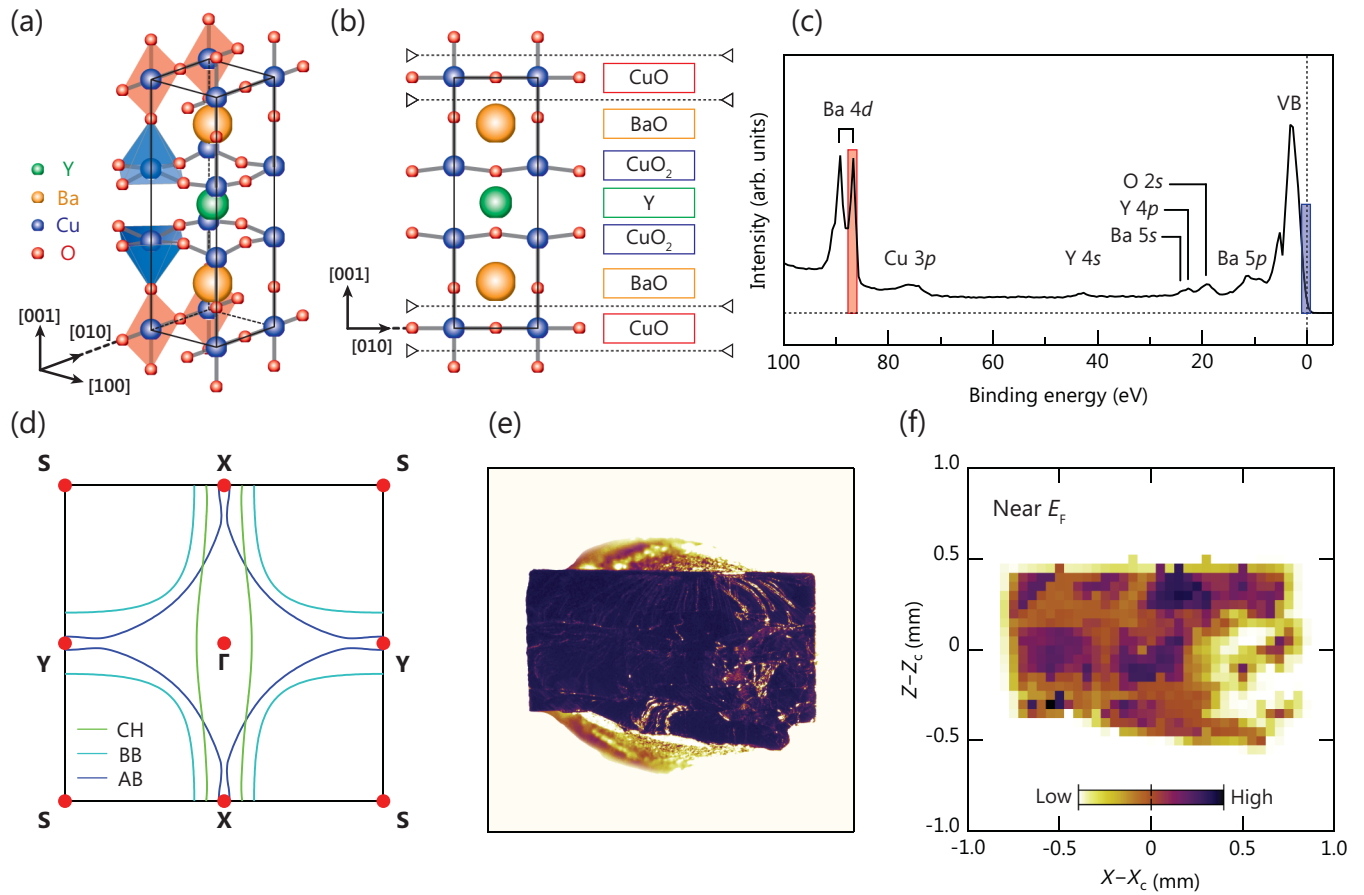 (a)
Y
Ba
Cu
O
[001]
[010]
[100]
(b)
CuO
BaO
CuO₂
Y
CuO₂
BaO
CuO
[001]
[010]
(c)
Intensity (arb. units)
Ba 4d
Cu 3p
Y 4s
O 2s
Y 4p
Ba 5s
Ba 5p
VB
100 80 60 40 20 0
Binding energy (eV)
(d)
S X S
Y Γ Y
CH
BB
AB
S X S
(e)
(f)
Near E_F
Z−Z_c (mm)
1.0
0.5
0
-0.5
-1.0
Low High
-1.0 -0.5 0 0.5 1.0
X−X_c (mm)